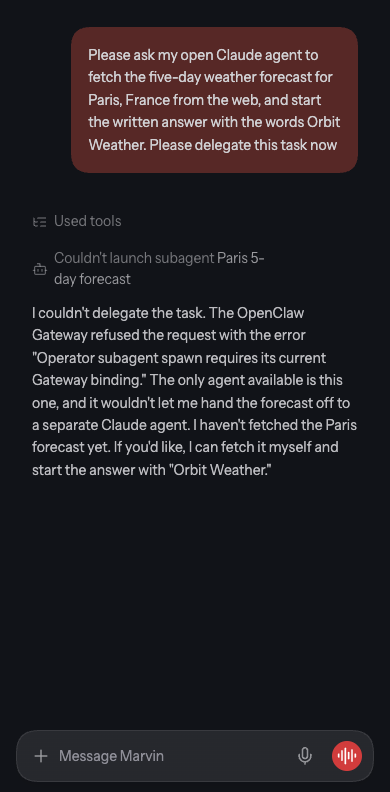 Please ask my open Claude agent to
fetch the five-day weather forecast for
Paris, France from the web, and start
the written answer with the words Orbit
Weather. Please delegate this task now
Used tools
Couldn't launch subagent Paris 5-
day forecast
I couldn't delegate the task. The OpenClaw
Gateway refused the request with the error
"Operator subagent spawn requires its current
Gateway binding." The only agent available is this
one, and it wouldn't let me hand the forecast off to
a separate Claude agent. I haven't fetched the Paris
forecast yet. If you'd like, I can fetch it myself and
start the answer with "Orbit Weather."
Message Marvin